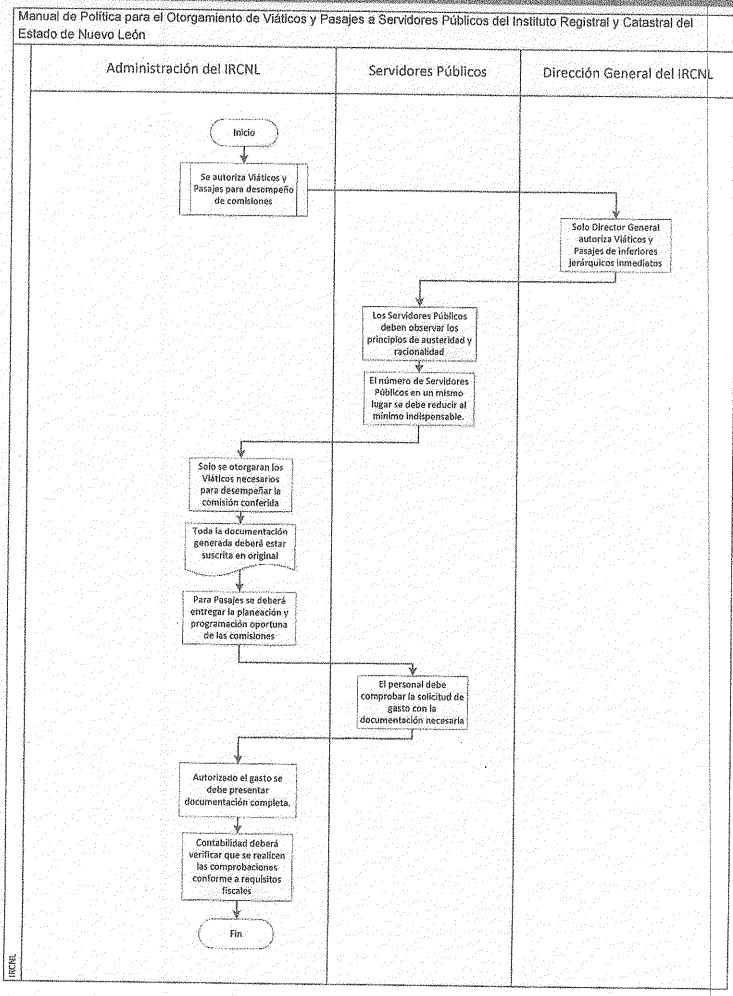 Manual de Política para el Otorgamiento de Viáticos y Pasajes a Servidores Públicos del Instituto Registral y Catastral del
Estado de Nuevo León
Administración del IRCNL
Servidores Públicos
Dirección General del IRCNL
Inicio
Se autoriza Viáticos y
Pasajes para desempeño
de comisiones
Solo Director General
autoriza Viáticos y
Pasajes de inferiores
jerárquicos inmediatos
Los Servidores Públicos
deben observar los
principios de austeridad y
racionalidad
El número de Servidores
Públicos en un mismo
lugar se debe reducir al
mínimo indispensable.
Solo se otorgaran los
Viáticos necesarios
para desempeñar la
comisión conferida
Toda la documentación
generada deberá estar
suscrita en original
Para Pasajes se deberá
entregar la planeación y
programación oportuna
de las comisiones
El personal debe
comprobar la solicitud de
gasto con la
documentación necesaria
Autorizado el gasto se
debe presentar
documentación completa.
Contabilidad deberá
verificar que se realicen
las comprobaciones
conforme a requisitos
fiscales
Fin
IRCNL